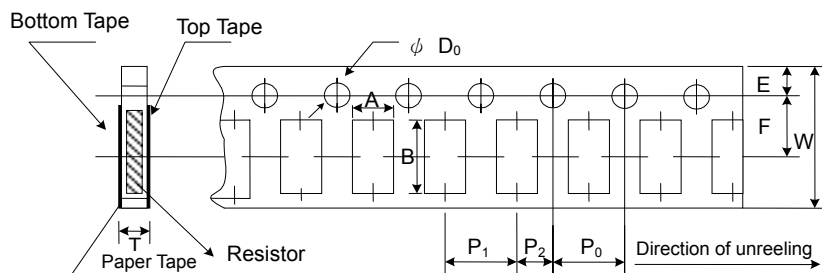 Bottom Tape
Top Tape
ψ D₀
A
B
E
F
W
T
Paper Tape
Resistor
P₁
P₂
P₀
Direction of unreeling